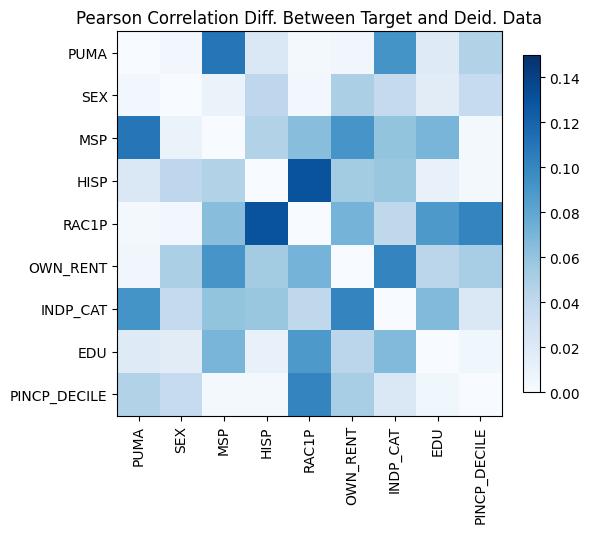 Pearson Correlation Diff. Between Target and Deid. Data
PUMA
SEX
MSP
HISP
RAC1P
OWN_RENT
INDP_CAT
EDU
PINCP_DECILE
PUMA
SEX
MSP
HISP
RAC1P
OWN_RENT
INDP_CAT
EDU
PINCP_DECILE
0.14
0.12
0.10
0.08
0.06
0.04
0.02
0.00